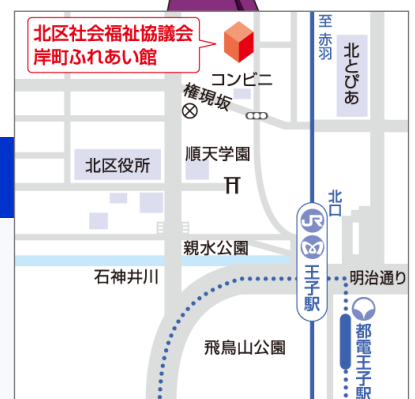 北区社会福祉協議会
岸町ふれあい館
至赤羽
北とぴあ
コンビニ
権現坂
順天学園
北区役所
北口
JR
王子駅
親水公園
石神井川
明治通り
飛鳥山公園
都電王子駅